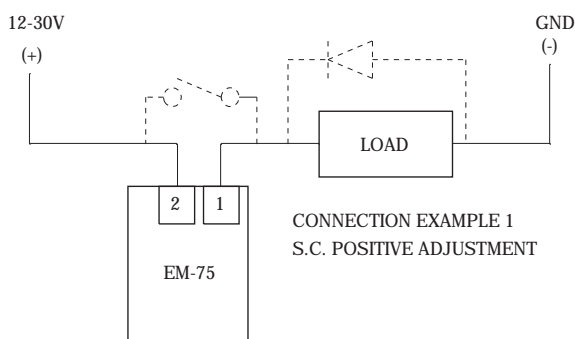 12-30V
(+)
GND
(-)
LOAD
2 1
EM-75
CONNECTION EXAMPLE 1
S.C. POSITIVE ADJUSTMENT